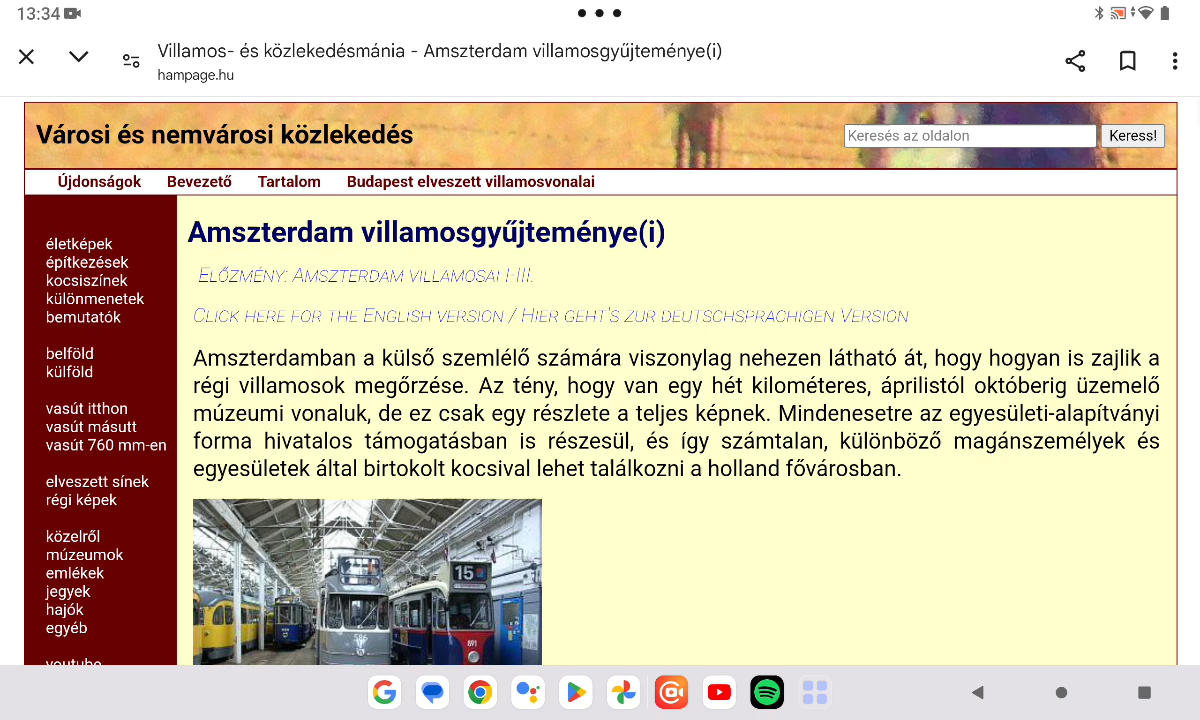 13:34
Villamos- és közlekedésmánia - Amszterdam villamosgyűjteménye(i)
hampage.hu
Városi és nemvárosi közlekedés
Keresés az oldalon Keress!
Újdonságok Bevezető Tartalom Budapest elveszett villamosvonalai
életképek
építkezések
kocsiszínek
különmenetek
bemutatók
belföld
külföld
vasút itthon
vasút másutt
vasút 760 mm-en
elveszett sínek
régi képek
közelről
múzeumok
emlékek
jegyek
hajók
egyéb
youtube
Amszterdam villamosgyűjteménye(i)
Előzmény: Amszterdam villamosai I-III.
Click here for the English version / Hier geht's zur deutschsprachigen Version
Amszterdamban a külső szemlélő számára viszonylag nehezen látható át, hogy hogyan is zajlik a
régi villamosok megőrzése. Az tény, hogy van egy hét kilométeres, áprilistól októberig üzemelő
múzeumi vonaluk, de ez csak egy részlete a teljes képnek. Mindenesetre az egyesületi-alapítványi
forma hivatalos támogatásban is részesül, és így számtalan, különböző magánszemélyek és
egyesületek által birtokolt kocsival lehet találkozni a holland fővárosban.
15
586
891